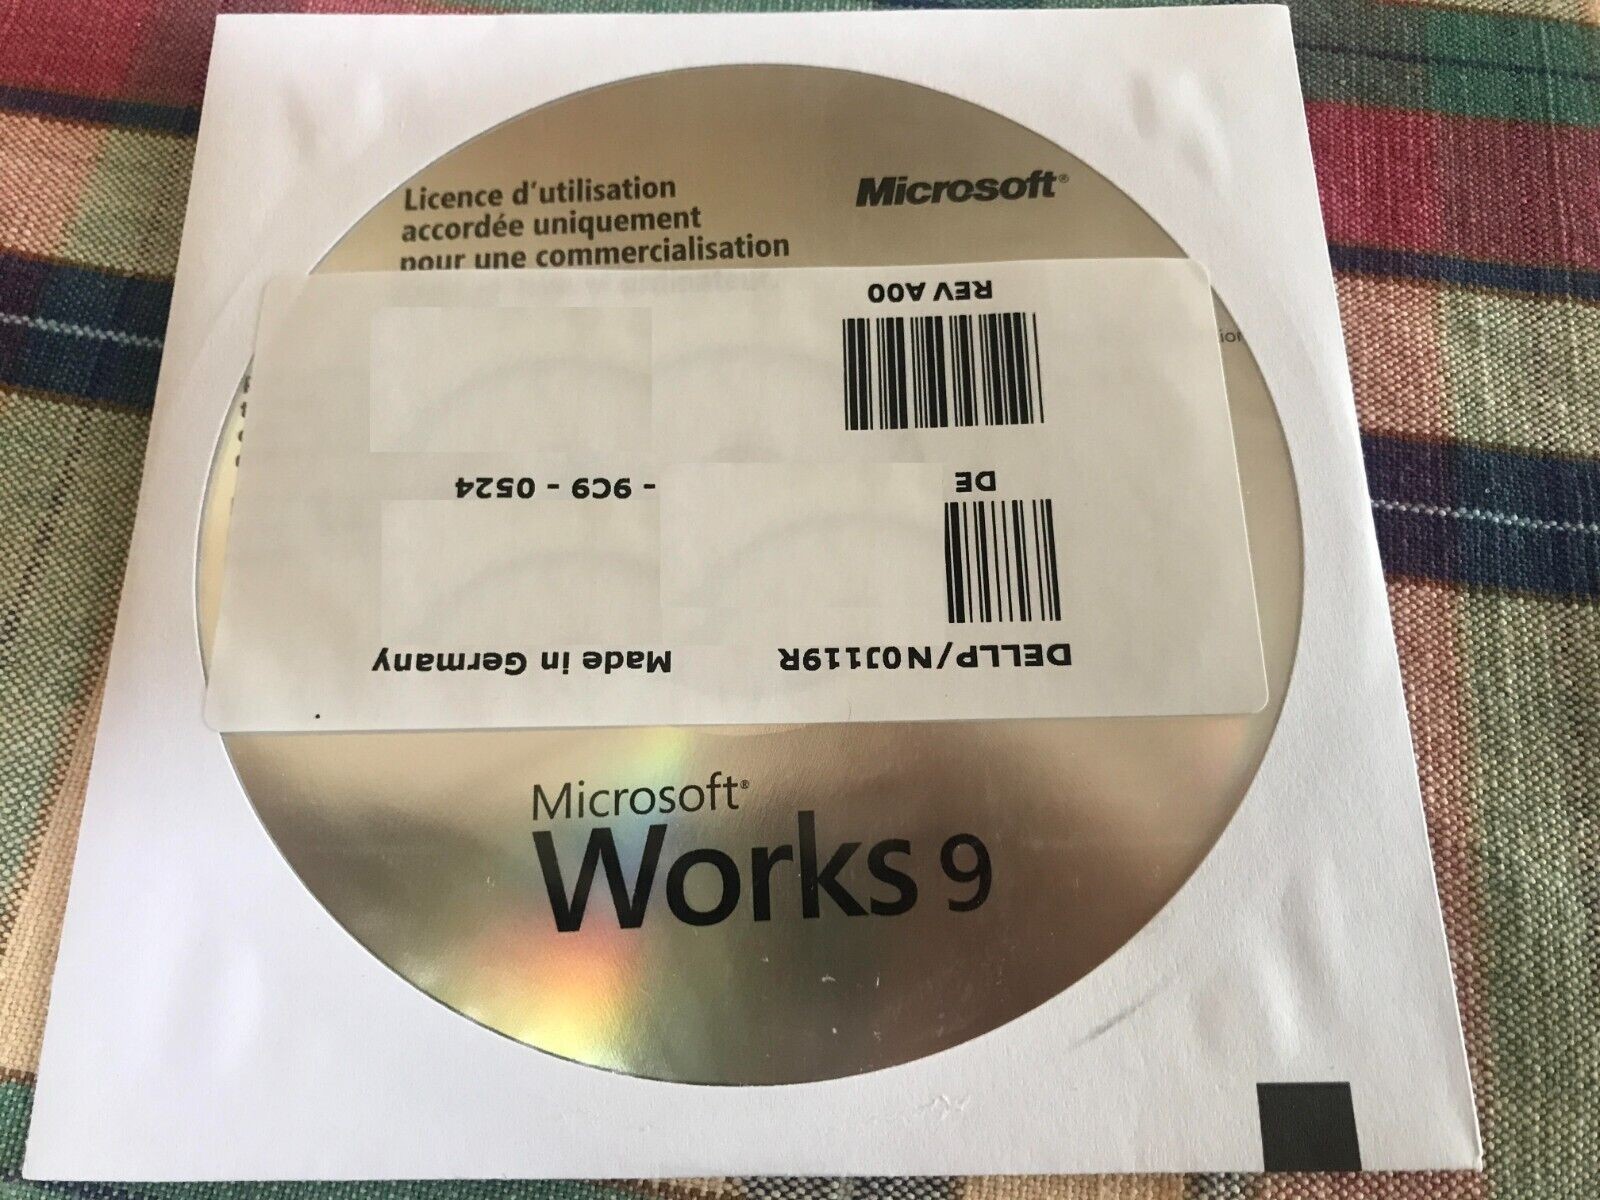 Licence d'utilisation
accordée uniquement
pour une commercialisation
Microsoft®
REV A00
DE
- 9C9 - 0524
DELLP/N0J119R
Made in Germany
Microsoft®
Works 9